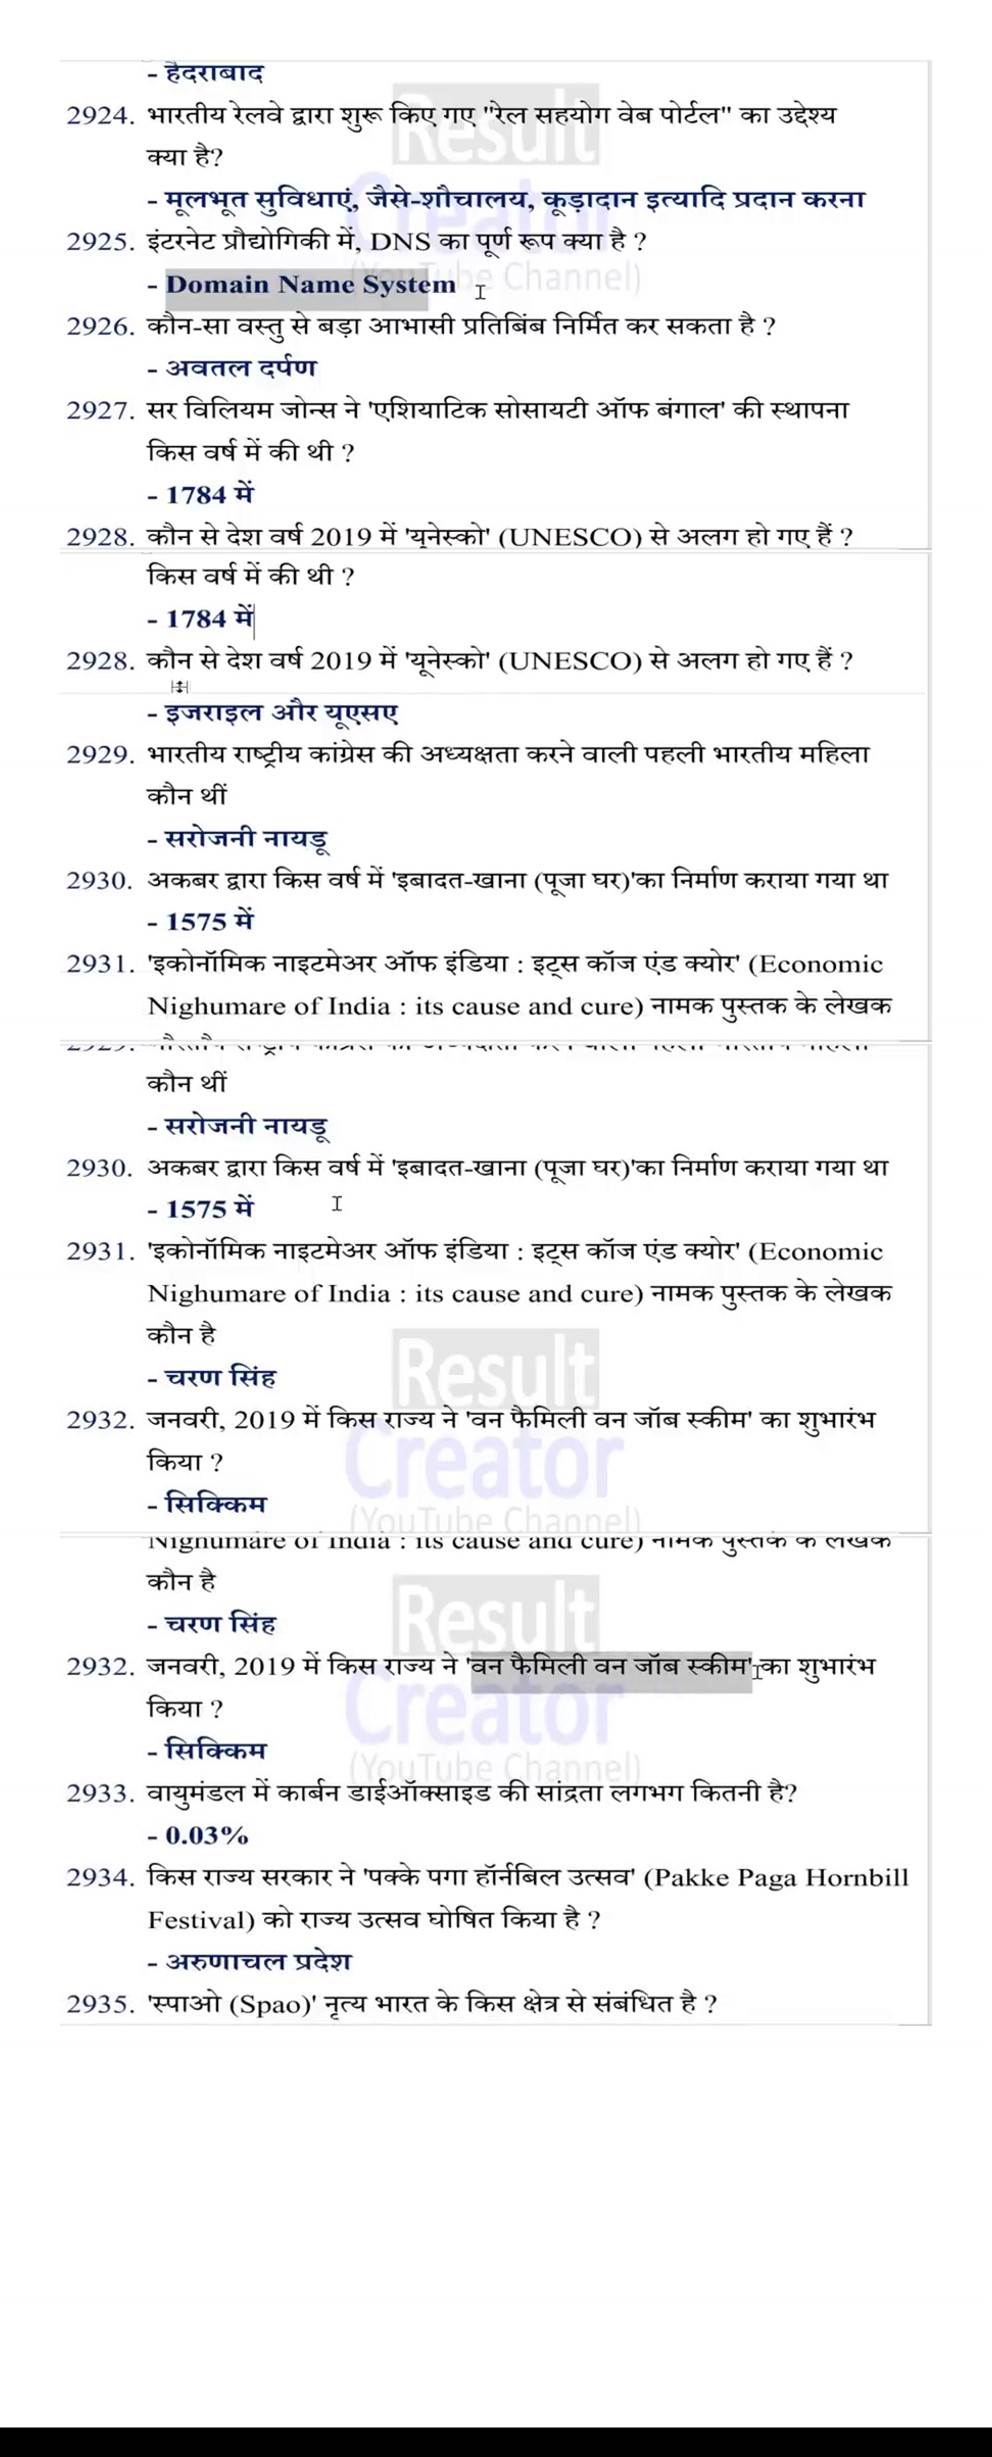 - हैदराबाद
2924. भारतीय रेलवे द्वारा शुरू किए गए "रेल सहयोग वेब पोर्टल" का उद्देश्य
क्या है?
- मूलभूत सुविधाएं, जैसे-शौचालय, कूड़ादान इत्यादि प्रदान करना
2925. इंटरनेट प्रौद्योगिकी में, DNS का पूर्ण रूप क्या है ?
- Domain Name System
2926. कौन-सा वस्तु से बड़ा आभासी प्रतिबिंब निर्मित कर सकता है ?
- अवतल दर्पण
2927. सर विलियम जोन्स ने 'एशियाटिक सोसायटी ऑफ बंगाल' की स्थापना
किस वर्ष में की थी ?
- 1784 में
2928. कौन से देश वर्ष 2019 में 'यूनेस्को' (UNESCO) से अलग हो गए हैं ?
Result
Creator
(YouTube Channel)
किस वर्ष में की थी ?
- 1784 में
2928. कौन से देश वर्ष 2019 में 'यूनेस्को' (UNESCO) से अलग हो गए हैं ?
- इजराइल और यूएसए
2929. भारतीय राष्ट्रीय कांग्रेस की अध्यक्षता करने वाली पहली भारतीय महिला
कौन थीं
- सरोजनी नायडू
2930. अकबर द्वारा किस वर्ष में 'इबादत-खाना (पूजा घर)'का निर्माण कराया गया था
- 1575 में
2931. 'इकोनॉमिक नाइटमेअर ऑफ इंडिया : इट्स कॉज एंड क्योर' (Economic
Nighumare of India : its cause and cure) नामक पुस्तक के लेखक
कौन थीं
- सरोजनी नायडू
2930. अकबर द्वारा किस वर्ष में 'इबादत-खाना (पूजा घर)'का निर्माण कराया गया था
- 1575 में
2931. 'इकोनॉमिक नाइटमेअर ऑफ इंडिया : इट्स कॉज एंड क्योर' (Economic
Nighumare of India : its cause and cure) नामक पुस्तक के लेखक
कौन है
- चरण सिंह
2932. जनवरी, 2019 में किस राज्य ने 'वन फैमिली वन जॉब स्कीम' का शुभारंभ
किया ?
- सिक्किम
Result
Creator
(YouTube Channel)
Nighumare of India : its cause and cure) नामक पुस्तक के लेखक
कौन है
- चरण सिंह
2932. जनवरी, 2019 में किस राज्य ने 'वन फैमिली वन जॉब स्कीम' का शुभारंभ
किया ?
- सिक्किम
2933. वायुमंडल में कार्बन डाईऑक्साइड की सांद्रता लगभग कितनी है?
- 0.03%
2934. किस राज्य सरकार ने 'पक्के पगा हॉर्नबिल उत्सव' (Pakke Paga Hornbill
Festival) को राज्य उत्सव घोषित किया है ?
- अरुणाचल प्रदेश
2935. 'स्पाओ (Spao)' नृत्य भारत के किस क्षेत्र से संबंधित है ?
Result
Creator
(YouTube Channel)